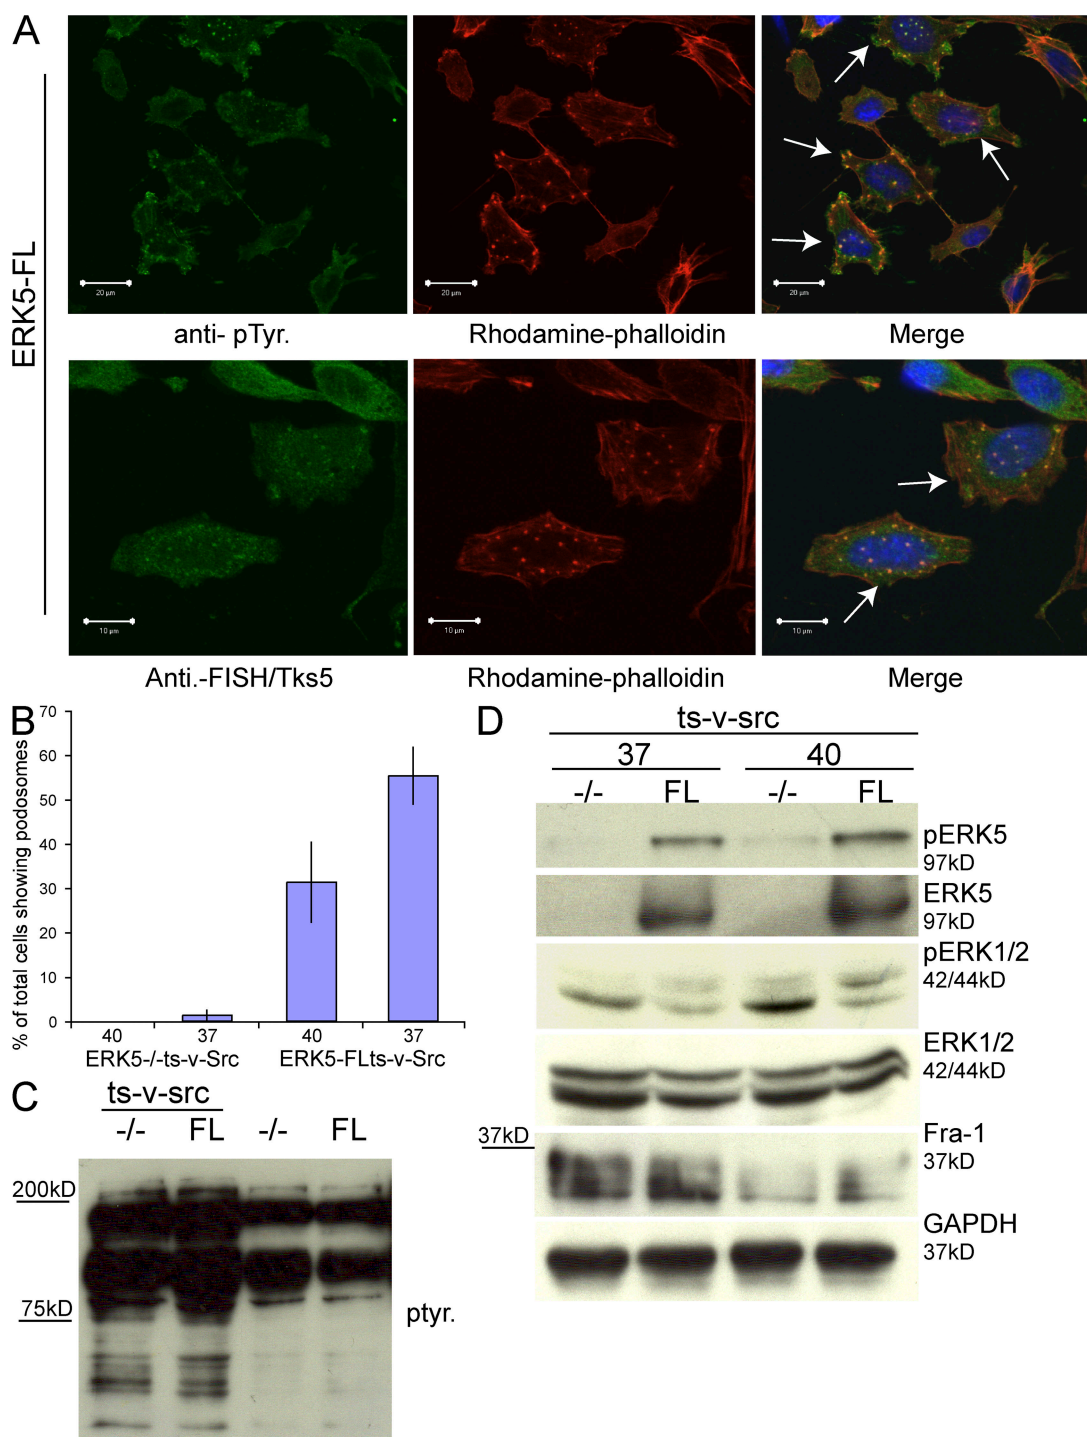 A
ERK5-FL
20 µm
20 µm
20 µm
anti- pTyr.
Rhodamine-phalloidin
Merge
10 µm
10 µm
10 µm
Anti.-FISH/Tks5
Rhodamine-phalloidin
Merge
B
% of total cells showing podosomes
70
60
50
40
30
20
10
0
40
37
40
37
ERK5-/-ts-v-Src
ERK5-FLts-v-Src
C
ts-v-src
-/- FL -/- FL
200kD
75kD
ptyr.
D
ts-v-src
37 40
-/- FL -/- FL
pERK5
97kD
ERK5
97kD
pERK1/2
42/44kD
ERK1/2
42/44kD
37kD
Fra-1
37kD
GAPDH
37kD